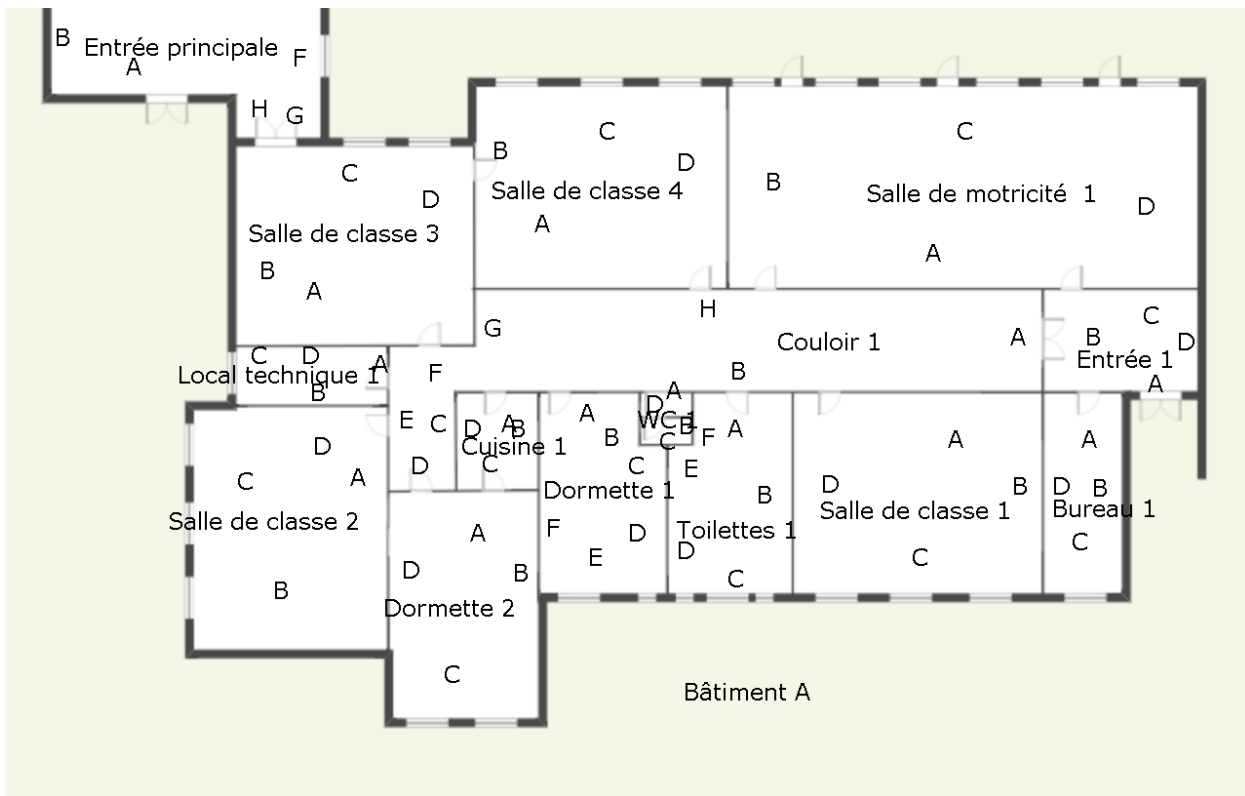 B
Entrée principale
F
A
H
G
C
D
Salle de classe 3
B
A
B
C
D
Salle de classe 4
A
C
B
Salle de motricité 1
D
A
G
H
Couloir 1
A
B
F
E
C
D
B
C
D
Entrée 1
A
C
D
A
Local technique 1
B
D
A
C
Salle de classe 2
B
D
A
B
Cuisine 1
C
A
B
C
Dormette 1
F
D
E
A
D
WC 1
B
C
F
A
E
B
Toilettes 1
D
C
A
D
B
Salle de classe 1
C
A
D
B
Bureau 1
C
A
D
B
Dormette 2
C
Bâtiment A